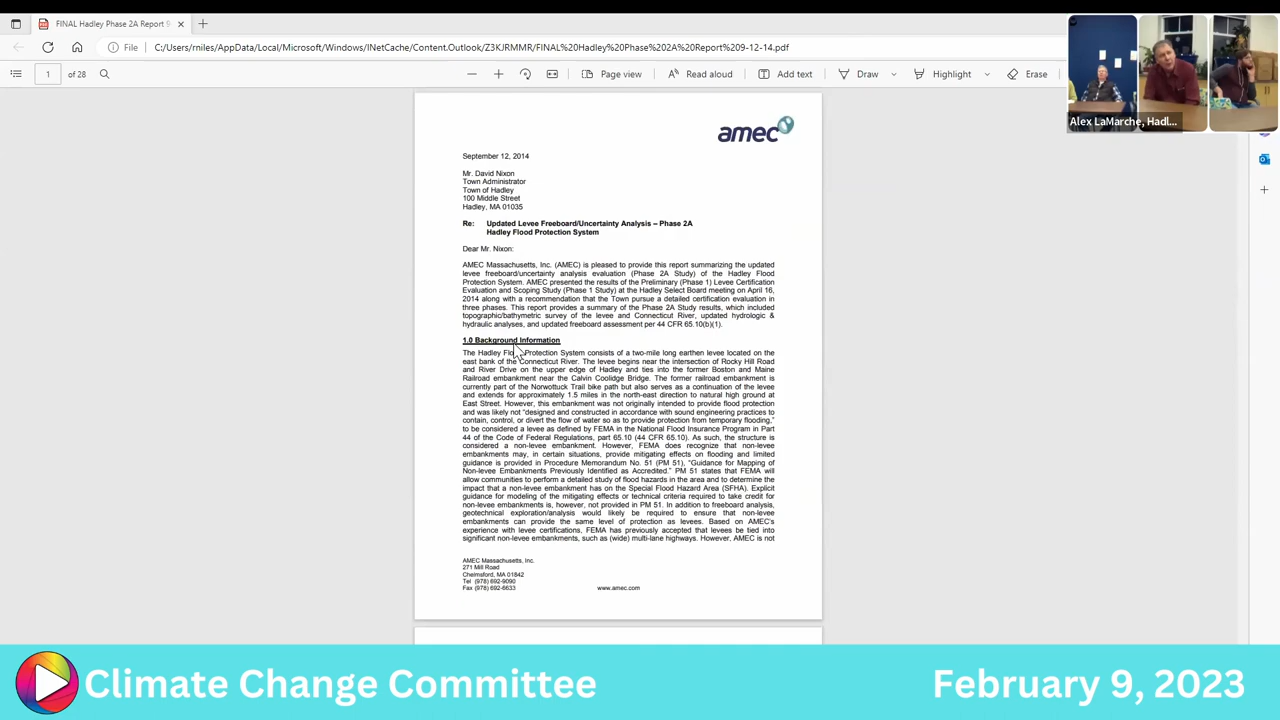 FINAL Hadley Phase 2A Report 9
File
C:/Users/rniles/AppData/Local/Microsoft/Windows/INetCache/Content.Outlook/Z3KJRMMR/FINAL%20Hadley%20Phase%202A%20Report%209-12-14.pdf
1 of 28
Page view
Read aloud
Add text
Draw
Highlight
Erase
Alex LaMarche, Hadl...
amec
September 12, 2014
Mr. David Nixon
Town Administrator
Town of Hadley
100 Middle Street
Hadley, MA 01035
Re: Updated Levee Freeboard/Uncertainty Analysis – Phase 2A
Hadley Flood Protection System
Dear Mr. Nixon:
AMEC Massachusetts, Inc. (AMEC) is pleased to provide this report summarizing the updated
levee freeboard/uncertainty analysis evaluation (Phase 2A Study) of the Hadley Flood
Protection System. AMEC presented the results of the Preliminary (Phase 1) Levee Certification
Evaluation and Scoping Study (Phase 1 Study) at the Hadley Select Board meeting on April 16,
2014 along with a recommendation that the Town pursue a detailed certification evaluation in
three phases. This report provides a summary of the Phase 2A Study results, which included
topographic/bathymetric survey of the levee and Connecticut River, updated hydrologic &
hydraulic analyses, and updated freeboard assessment per 44 CFR 65.10(b)(1).
1.0 Background Information
The Hadley Flo Protection System consists of a two-mile long earthen levee located on the
east bank of the Connecticut River. The levee begins near the intersection of Rocky Hill Road
and River Drive on the upper edge of Hadley and ties into the former Boston and Maine
Railroad embankment near the Calvin Coolidge Bridge. The former railroad embankment is
currently part of the Norwottuck Trail bike path but also serves as a continuation of the levee
and extends for approximately 1.5 miles in the north-east direction to natural high ground at
East Street. However, this embankment was not originally intended to provide flood protection
and was likely not "designed and constructed in accordance with sound engineering practices to
contain, control, or divert the flow of water so as to provide protection from temporary flooding,"
to be considered a levee as defined by FEMA in the National Flood Insurance Program in Part
44 of the Code of Federal Regulations, part 65.10 (44 CFR 65.10). As such, the structure is
considered a non-levee embankment. However, FEMA does recognize that non-levee
embankments may, in certain situations, provide mitigating effects on flooding and limited
guidance is provided in Procedure Memorandum No. 51 (PM 51), "Guidance for Mapping of
Non-levee Embankments Previously Identified as Accredited." PM 51 states that FEMA will
allow communities to perform a detailed study of flood hazards in the area and to determine the
impact that a non-levee embankment has on the Special Flood Hazard Area (SFHA). Explicit
guidance for modeling of the mitigating effects or technical criteria required to take credit for
non-levee embankments is, however, not provided in PM 51. In addition to freeboard analysis,
geotechnical exploration/analysis would likely be required to ensure that non-levee
embankments can provide the same level of protection as levees. Based on AMEC's
experience with levee certifications, FEMA has previously accepted that levees be tied into
significant non-levee embankments, such as (wide) multi-lane highways. However, AMEC is not
AMEC Massachusetts, Inc.
271 Mill Road
Chelmsford, MA 01842
Tel (978) 692-9090
Fax (978) 692-6633
www.amec.com
Climate Change Committee
February 9, 2023